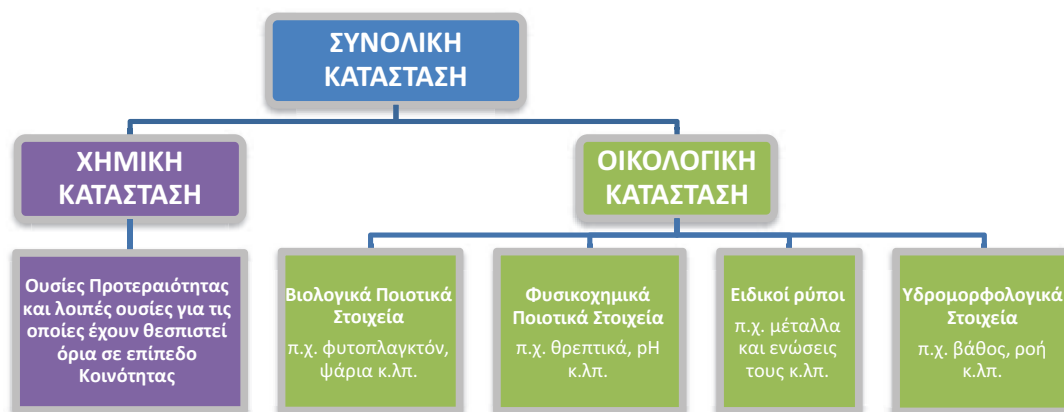 ΣΥΝΟΛΙΚΗ
ΚΑΤΑΣΤΑΣΗ
ΧΗΜΙΚΗ
ΚΑΤΑΣΤΑΣΗ
ΟΙΚΟΛΟΓΙΚΗ
ΚΑΤΑΣΤΑΣΗ
Ουσίες Προτεραιότητας
και λοιπές ουσίες για τις
οποίες έχουν θεσπιστεί
όρια σε επίπεδο
Κοινότητας
Βιολογικά Ποιοτικά
Στοιχεία
π.χ. φυτοπλαγκτόν,
ψάρια κ.λπ.
Φυσικοχημικά
Ποιοτικά Στοιχεία
π.χ. θρεπτικά, pH
κ.λπ.
Ειδικοί ρύποι
π.χ. μέταλλα
και ενώσεις
τους κ.λπ.
Υδρομορφολογικά
Στοιχεία
π.χ. βάθος, ροή
κ.λπ.